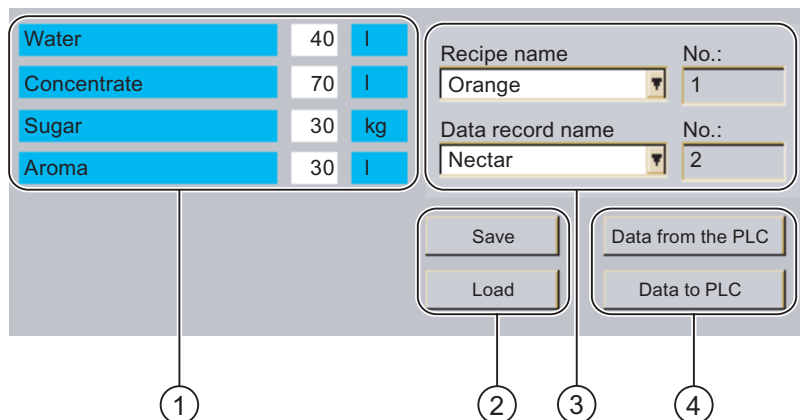 Water 40 l
Concentrate 70 l
Sugar 30 kg
Aroma 30 l
Recipe name No.:
Orange 1
Data record name No.:
Nectar 2
Save Data from the PLC
Load Data to PLC
1 2 3 4